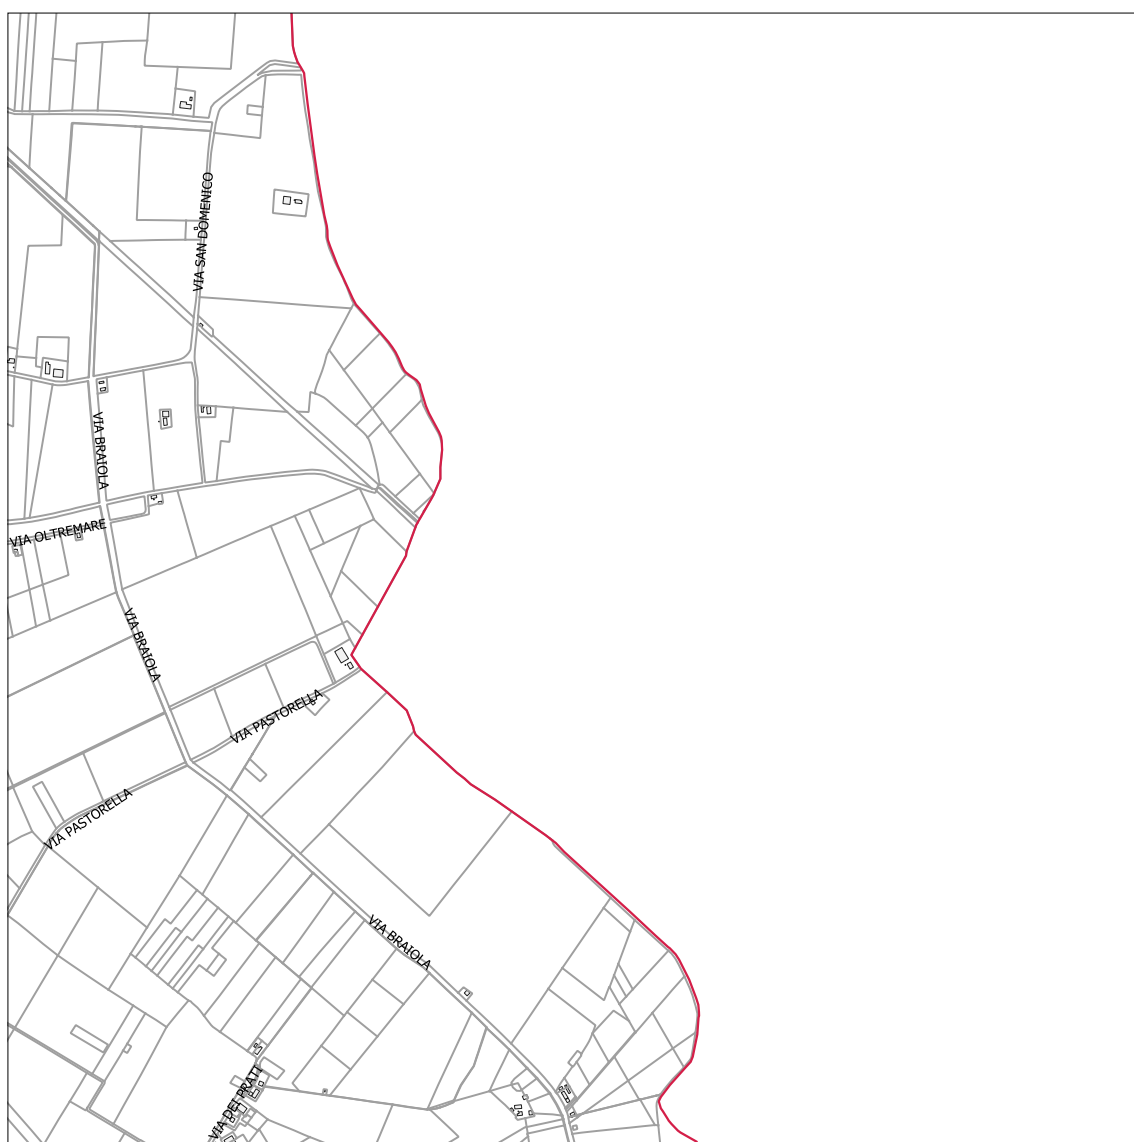 VIA SAN DOMENICO
VIA BRAIOLA
VIA OLTREMARE
VIA BRAIOLA
VIA PASTORELLA
VIA PASTORELLA
VIA BRAIOLA
VIA DEI PRATI